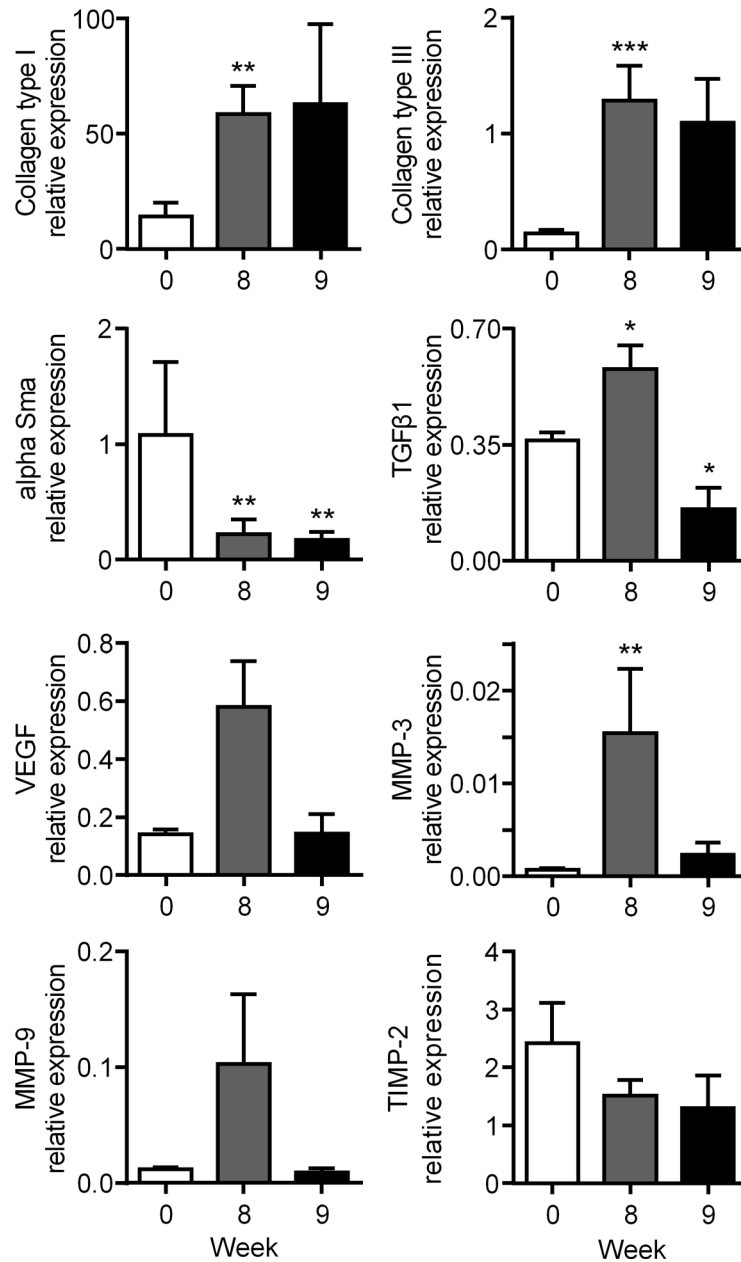 Collagen type I
relative expression
100
50
0
**
0 8 9
Collagen type III
relative expression
2
1
0
***
0 8 9
alpha Sma
relative expression
2
1
0
** **
0 8 9
TGFβ1
relative expression
0.70
0.35
0.00
*
*
0 8 9
VEGF
relative expression
0.8
0.6
0.4
0.2
0.0
0 8 9
MMP-3
relative expression
0.02
0.01
0.00
**
0 8 9
MMP-9
relative expression
0.2
0.1
0.0
0 8 9
Week
TIMP-2
relative expression
4
3
2
1
0
0 8 9
Week